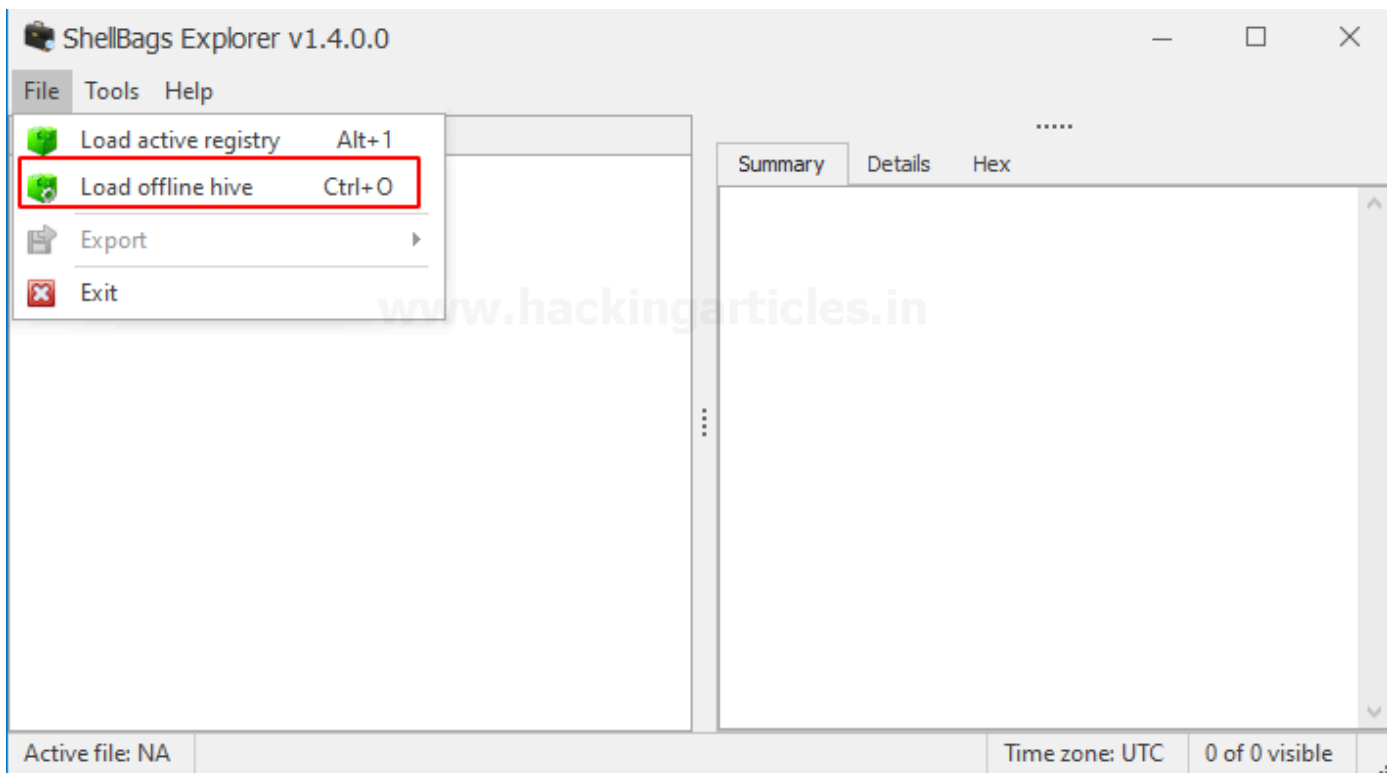 ShellBags Explorer v1.4.0.0
File Tools Help
Load active registry Alt+1
Load offline hive Ctrl+O
Export
Exit
Summary Details Hex
www.hackingarticles.in
Active file: NA Time zone: UTC 0 of 0 visible